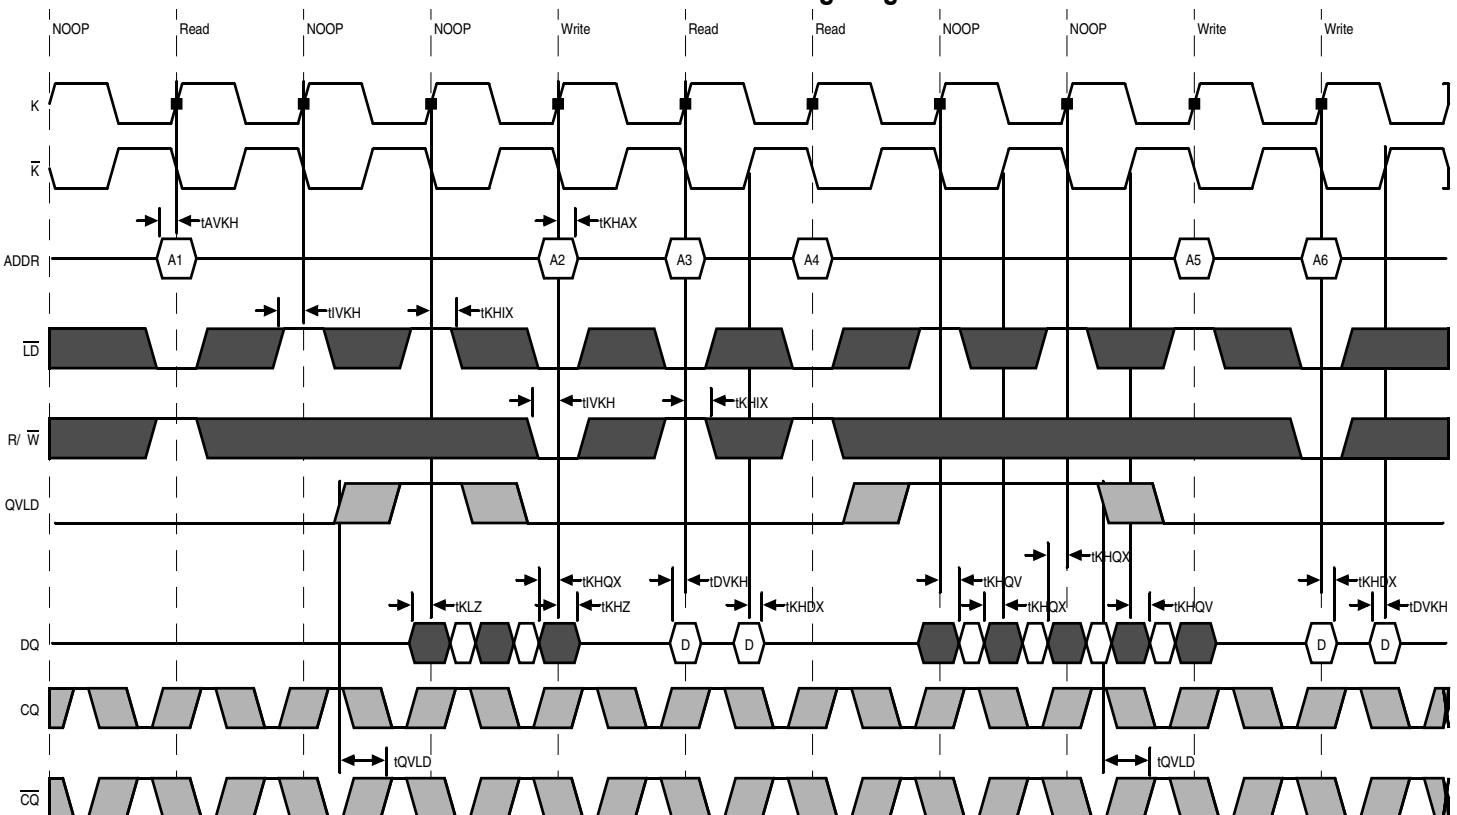 NOOP Read NOOP NOOP Write Read Read NOOP NOOP Write Write
K
K̅
tAVKH tKHAX
ADDR A1 A2 A3 A4 A5 A6
tIVKH tKHIX
L̅D̅
tIVKH tKHIX
R/ W̅
QVLD
tKHQX
tKHQX tDVKH tKHQV tKHDX
tKLZ tKHZ tKHDX tKHQX tKHQV tDVKH
DQ D D D D
CQ
tQVLD tQVLD
C̅Q̅